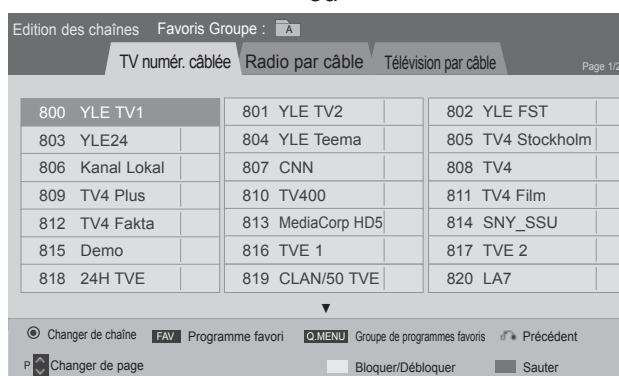 Edition des chaînes Favoris Groupe : A
TV numér. câblée Radio par câble Télévision par câble Page 1/2
800 YLE TV1 801 YLE TV2 802 YLE FST
803 YLE24 804 YLE Teema 805 TV4 Stockholm
806 Kanal Lokal 807 CNN 808 TV4
809 TV4 Plus 810 TV400 811 TV4 Film
812 TV4 Fakta 813 MediaCorp HD5 814 SNY_SSU
815 Demo 816 TVE 1 817 TVE 2
818 24H TVE 819 CLAN/50 TVE 820 LA7
Changer de chaîne FAV Programme favori Q.MENU Groupe de programmes favoris Précédent
P Changer de page Bloquer/Débloquer Sauter